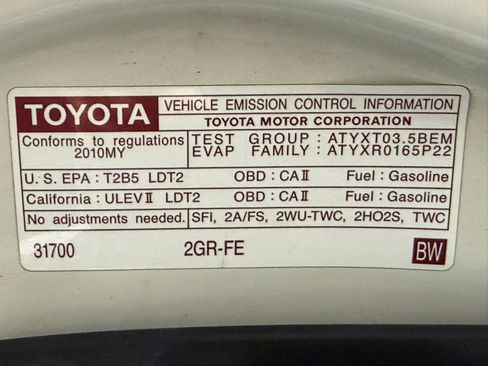 TOYOTA VEHICLE EMISSION CONTROL INFORMATION
TOYOTA MOTOR CORPORATION
Conforms to regulations
2010MY
TEST GROUP : ATYXT03.5BEM
EVAP FAMILY : ATYXR0165P22
U. S. EPA : T2B5 LDT2 OBD : CAⅡ Fuel : Gasoline
California : ULEVⅡ LDT2 OBD : CAⅡ Fuel : Gasoline
No adjustments needed. SFI, 2A/FS, 2WU-TWC, 2HO2S, TWC
31700 2GR-FE BW